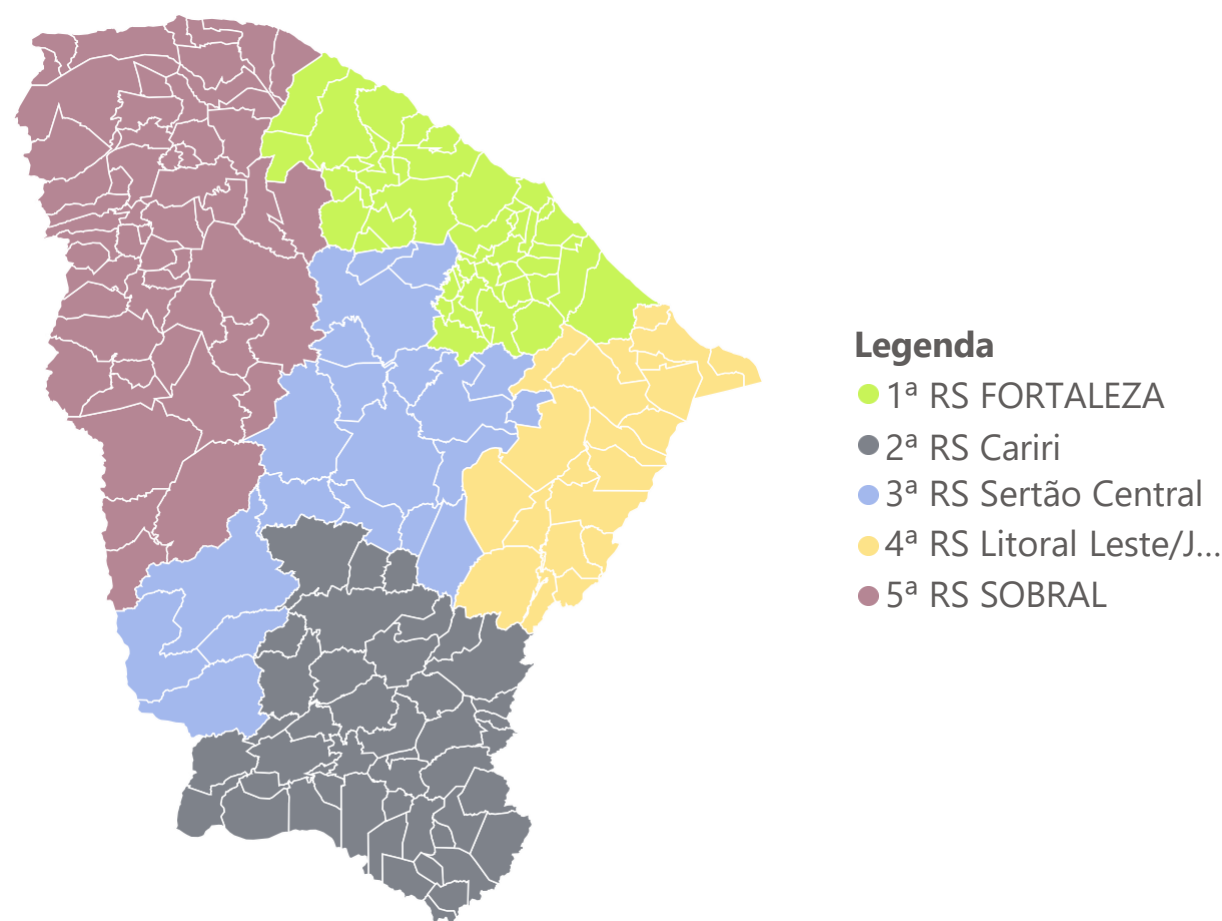 Legenda
1ª RS FORTALEZA
2ª RS Cariri
3ª RS Sertão Central
4ª RS Litoral Leste/J...
5ª RS SOBRAL